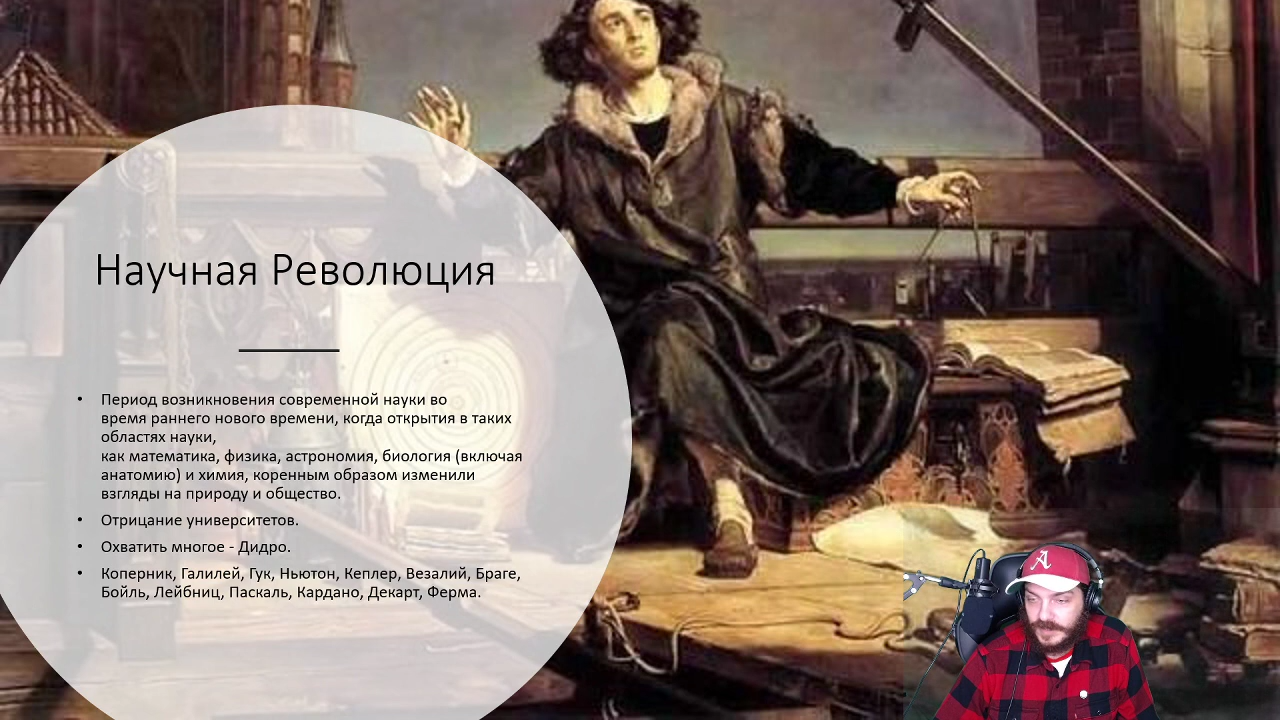 Научная Революция
• Период возникновения современной науки во
время раннего нового времени, когда открытия в таких
областях науки,
как математика, физика, астрономия, биология (включая
анатомию) и химия, коренным образом изменили
взгляды на природу и общество.
• Отрицание университетов.
• Охватить многое - Дидро.
• Коперник, Галилей, Гук, Ньютон, Кеплер, Везалий, Браге,
Бойль, Лейбниц, Паскаль, Кардано, Декарт, Ферма.
A